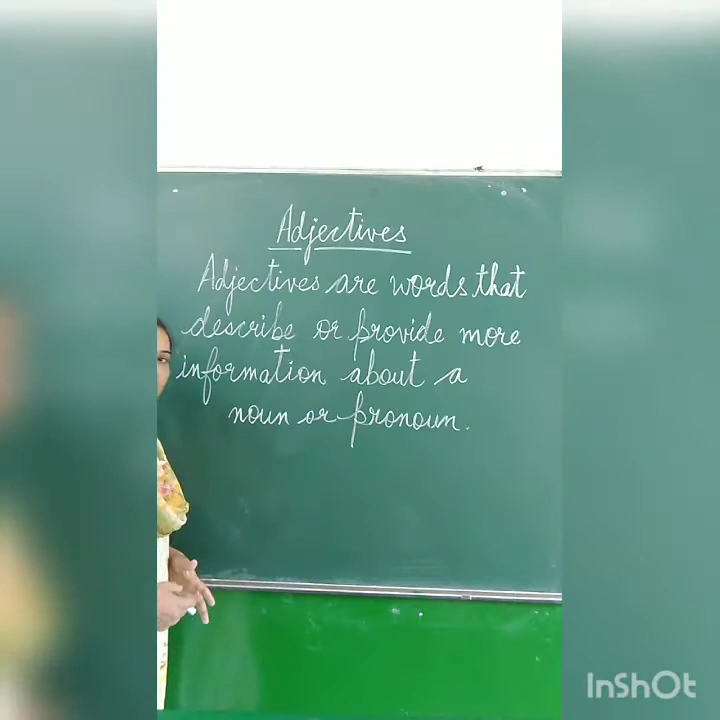 Adjectives
Adjectives are words that
describe or provide more
information about a
noun or pronoun.
InShOt